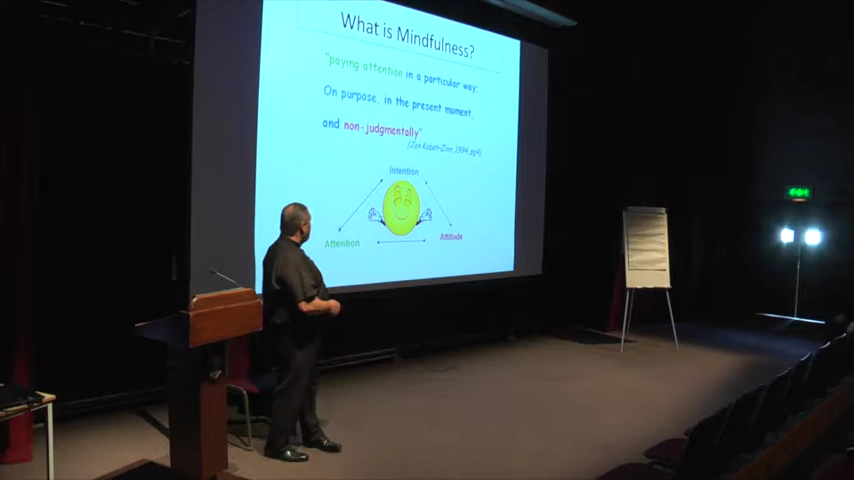 What is Mindfulness?
"paying attention in a particular way:
On purpose, in the present moment,
and non-judgmentally"
(Jon Kabat-Zinn, 1994, pg4)
Intention
Attention
Attitude